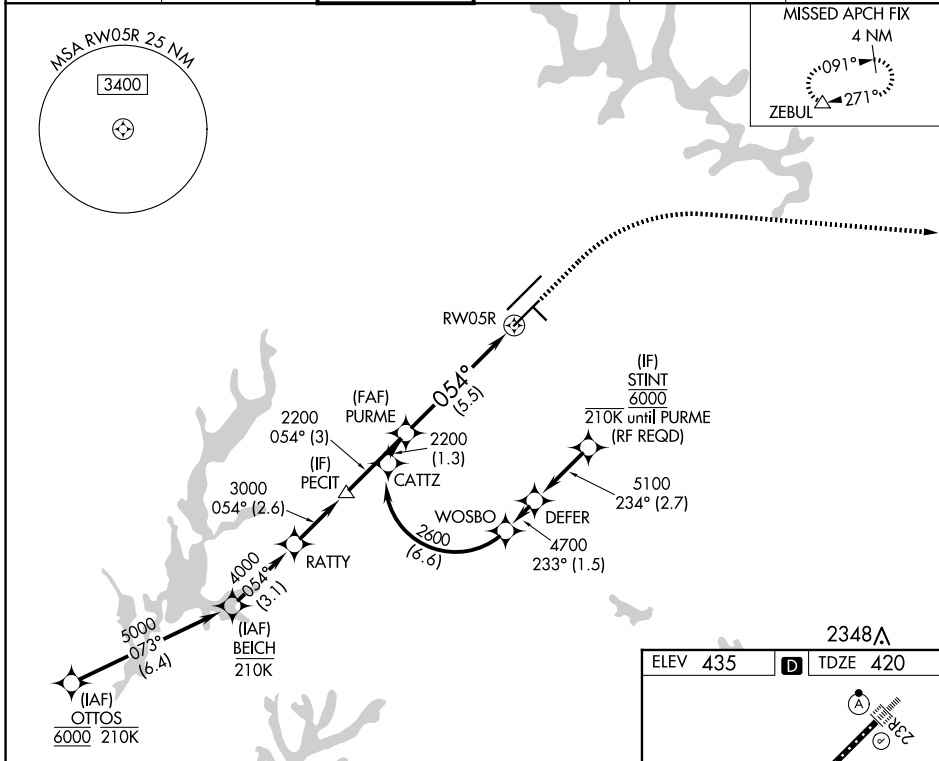 MSA RW05R 25 NM
3400
MISSED APCH FIX
4 NM
091°
271°
ZEBUL
RW05R
(IF)
STINT
6000
210K until PURME
(RF REQD)
054°
(5.5)
(FAF)
PURME
2200
054° (3)
2200
(1.3)
(IF)
PECIT
CATTZ
3000
054° (2.6)
5100
234° (2.7)
WOSBO
DEFER
2600
(6.6)
4700
233° (1.5)
RATTY
4000
054°
(3.1)
(IAF)
BEICH
210K
5000
073°
(6.4)
(IAF)
OTTOS
6000 210K
2348
ELEV 435 D TDZE 420
A
23R
P